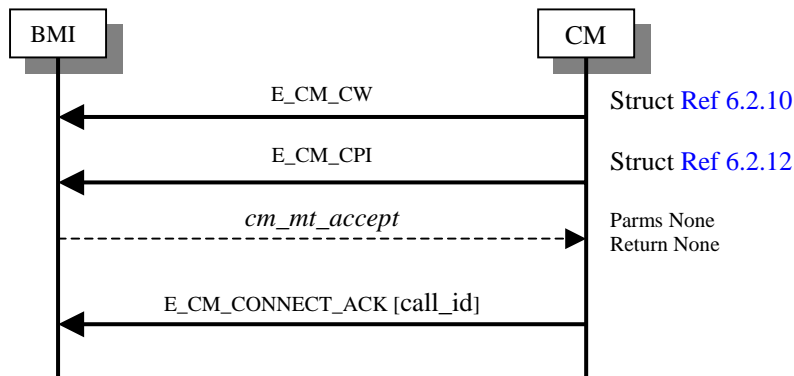 BMI
CM
E_CM_CW
Struct Ref 6.2.10
E_CM_CPI
Struct Ref 6.2.12
cm_mt_accept
Parms None
Return None
E_CM_CONNECT_ACK [call_id]